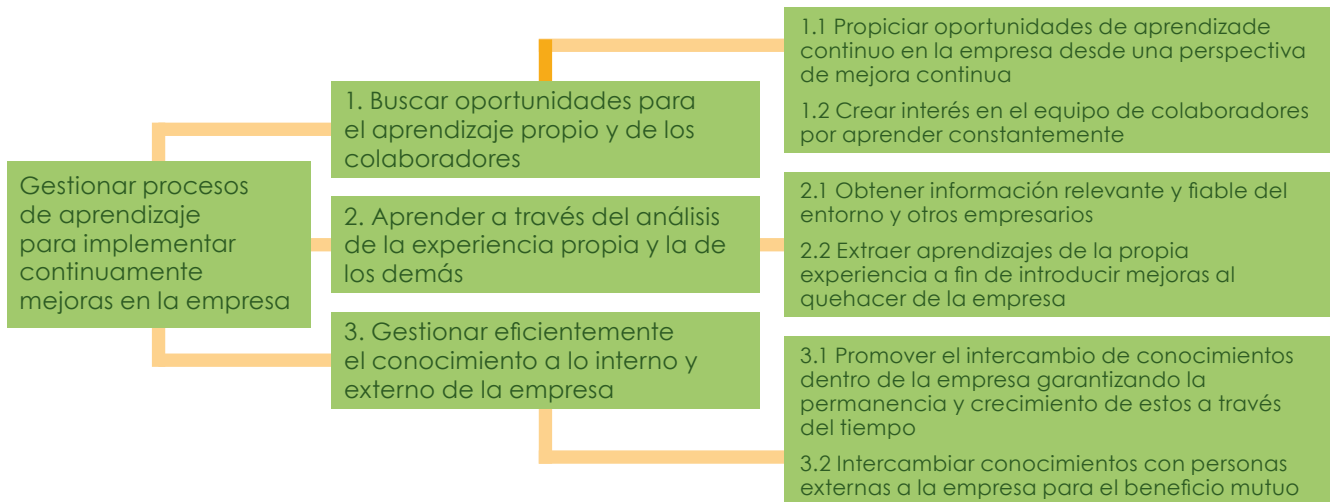 Gestionar procesos
de aprendizaje
para implementar
continuamente
mejoras en la empresa
1. Buscar oportunidades para
el aprendizaje propio y de los
colaboradores
1.1 Propiciar oportunidades de aprendizade
continuo en la empresa desde una perspectiva
de mejora continua
1.2 Crear interés en el equipo de colaboradores
por aprender constantemente
2. Aprender a través del análisis
de la experiencia propia y la de
los demás
2.1 Obtener información relevante y fiable del
entorno y otros empresarios
2.2 Extraer aprendizajes de la propia
experiencia a fin de introducir mejoras al
quehacer de la empresa
3. Gestionar eficientemente
el conocimiento a lo interno y
externo de la empresa
3.1 Promover el intercambio de conocimientos
dentro de la empresa garantizando la
permanencia y crecimiento de estos a través
del tiempo
3.2 Intercambiar conocimientos con personas
externas a la empresa para el beneficio mutuo